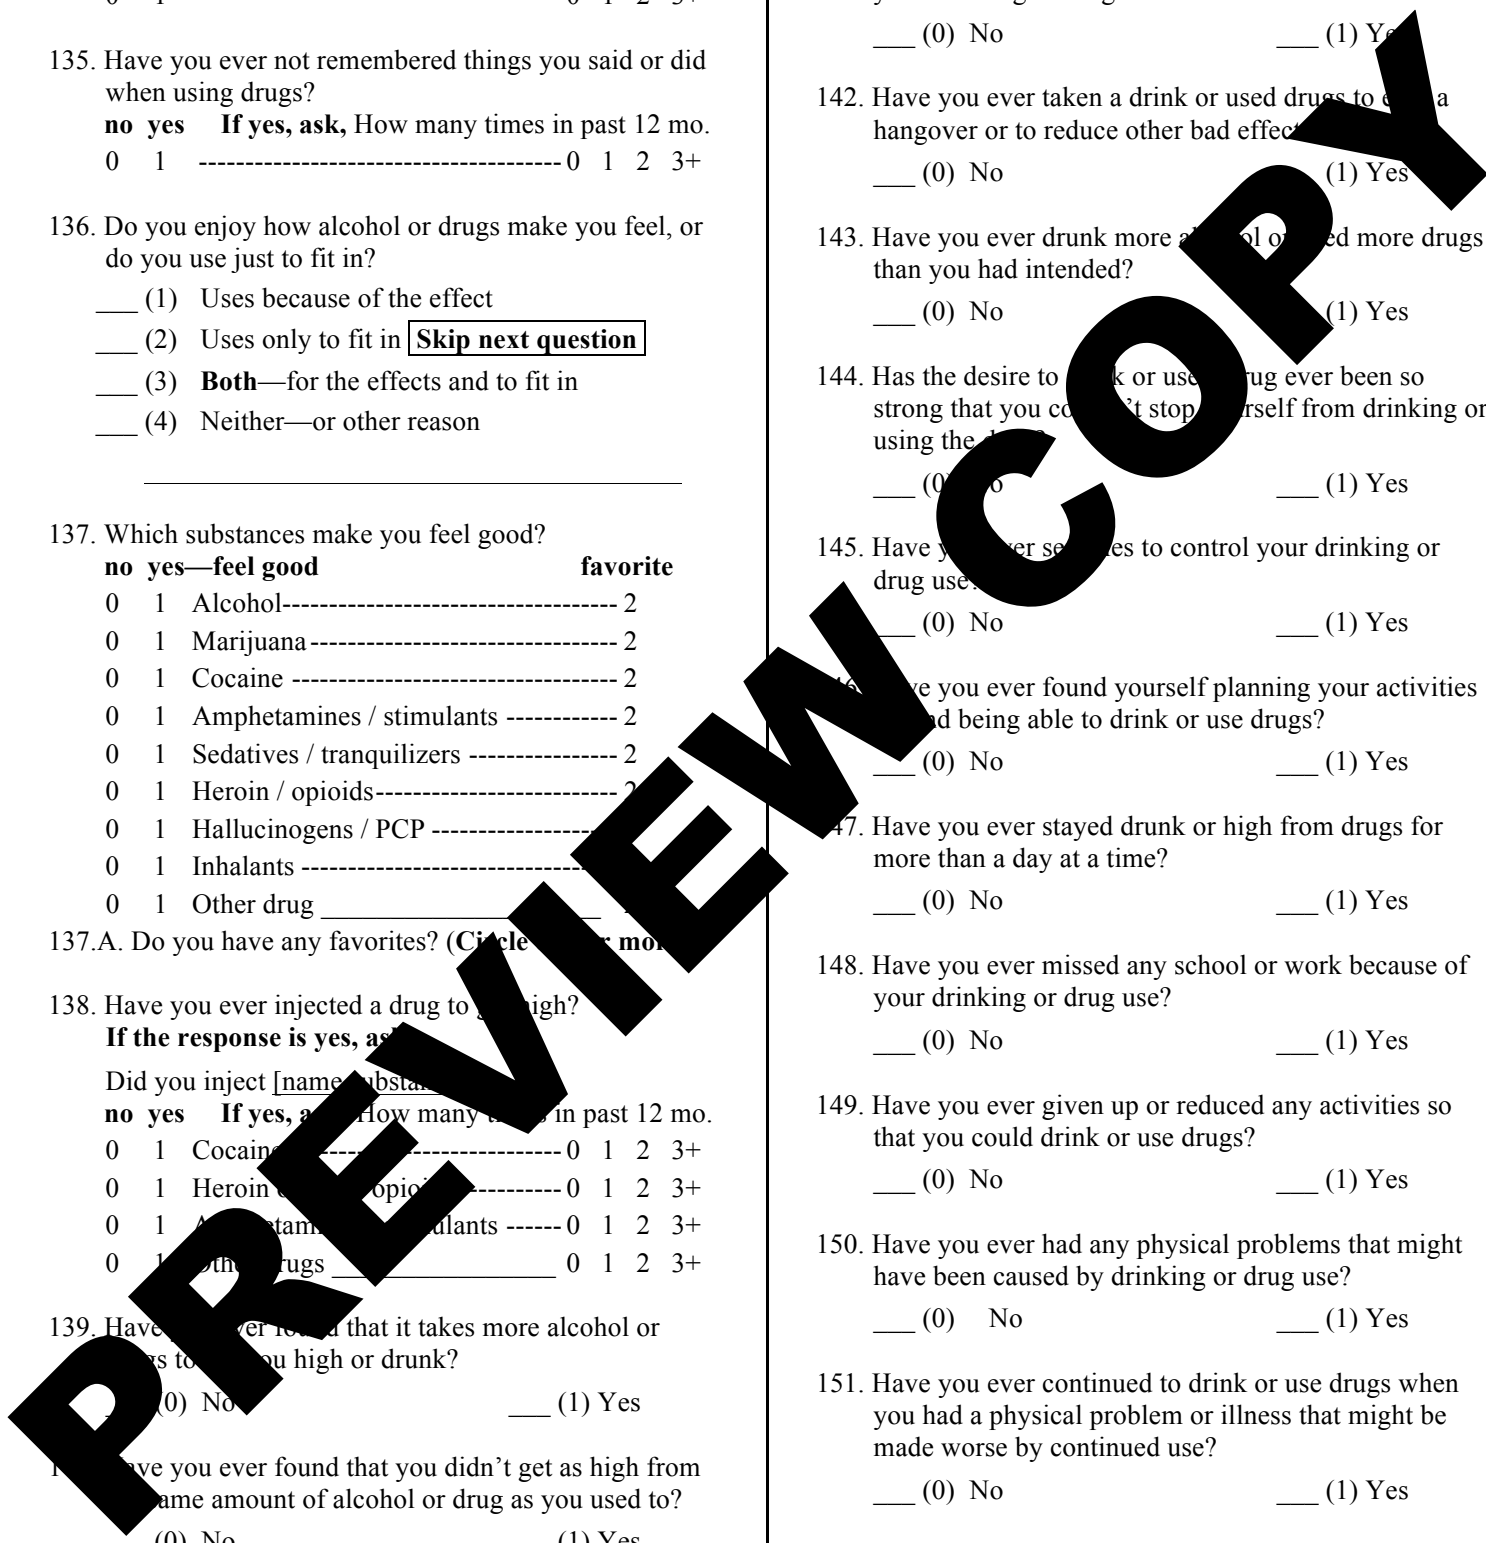 135. Have you ever not remembered things you said or did
when using drugs?
no yes If yes, ask, How many times in past 12 mo.
0 1 ---------------------------------------- 0 1 2 3+
136. Do you enjoy how alcohol or drugs make you feel, or
do you use just to fit in?
___ (1) Uses because of the effect
___ (2) Uses only to fit in Skip next question
___ (3) Both—for the effects and to fit in
___ (4) Neither—or other reason
137. Which substances make you feel good?
no yes—feel good favorite
0 1 Alcohol------------------------------------ 2
0 1 Marijuana--------------------------------- 2
0 1 Cocaine ----------------------------------- 2
0 1 Amphetamines / stimulants ------------ 2
0 1 Sedatives / tranquilizers ---------------- 2
0 1 Heroin / opioids-------------------------- 2
0 1 Hallucinogens / PCP ------------------
0 1 Inhalants -------------------------------
0 1 Other drug ____________________
137.A. Do you have any favorites? (Circle
138. Have you ever injected a drug to high?
If the response is yes, ask
Did you inject [name
no yes If yes, How many in past 12 mo.
0 1 Cocaine ---------------------------- 0 1 2 3+
0 1 Heroin ---------- 0 1 2 3+
0 1 ------ 0 1 2 3+
0 1 ________________ 0 1 2 3+
139. Have that it takes more alcohol or
high or drunk?
(0) No ___ (1) Yes
you ever found that you didn't get as high from
amount of alcohol or drug as you used to?
(0) No (1) Yes
___ (0) No ___ (1) Yes
142. Have you ever taken a drink or used drugs to a
hangover or to reduce other bad
___ (0) No (1) Yes
143. Have you ever drunk more more drugs
than you had intended?
___ (0) No (1) Yes
144. Has the desire to or use ever been so
strong that you stop from drinking or
using the
___ (0) ___ (1) Yes
145. Have to control your drinking or
drug use?
___ (0) No ___ (1) Yes
you ever found yourself planning your activities
being able to drink or use drugs?
___ (0) No ___ (1) Yes
147. Have you ever stayed drunk or high from drugs for
more than a day at a time?
___ (0) No ___ (1) Yes
148. Have you ever missed any school or work because of
your drinking or drug use?
___ (0) No ___ (1) Yes
149. Have you ever given up or reduced any activities so
that you could drink or use drugs?
___ (0) No ___ (1) Yes
150. Have you ever had any physical problems that might
have been caused by drinking or drug use?
___ (0) No ___ (1) Yes
151. Have you ever continued to drink or use drugs when
you had a physical problem or illness that might be
made worse by continued use?
___ (0) No ___ (1) Yes
PREVIEW COPY